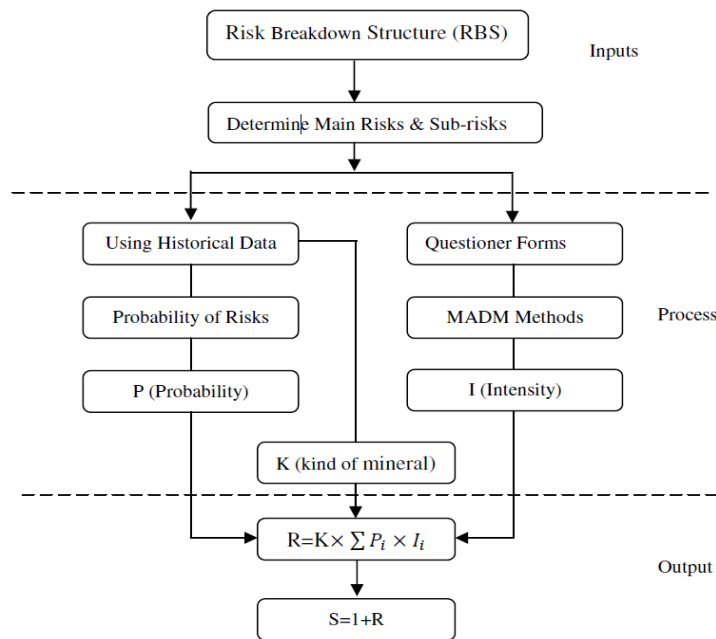 Risk Breakdown Structure (RBS)
Inputs
Determine Main Risks & Sub-risks
Using Historical Data
Questioner Forms
Probability of Risks
MADM Methods
Process
P (Probability)
I (Intensity)
K (kind of mineral)
R=K× ∑ Pᵢ × Iᵢ
Output
S=1+R